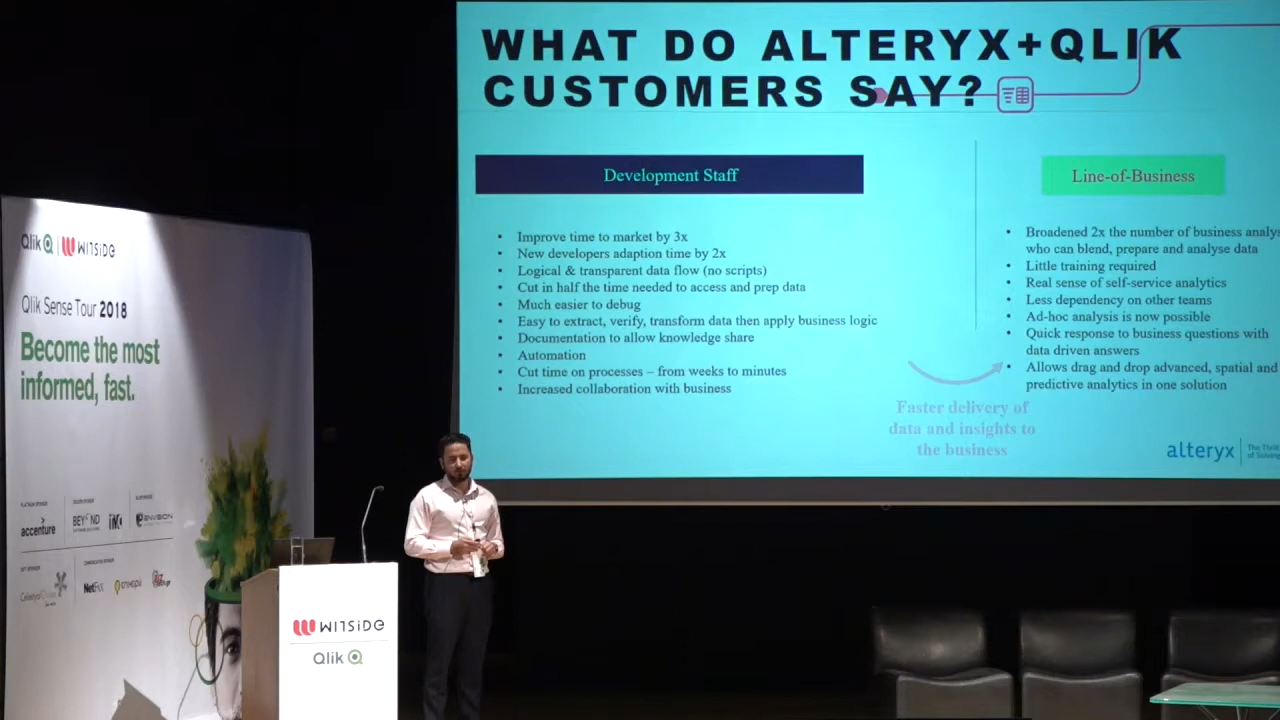 WHAT DO ALTERYX+QLIK
CUSTOMERS SAY?
Development Staff
• Improve time to market by 3x
• New developers adaption time by 2x
• Logical & transparent data flow (no scripts)
• Cut in half the time needed to access and prep data
• Much easier to debug
• Easy to extract, verify, transform data then apply business logic
• Documentation to allow knowledge share
• Automation
• Cut time on processes – from weeks to minutes
• Increased collaboration with business
Line-of-Business
• Broadened 2x the number of business analys
who can blend, prepare and analyse data
• Little training required
• Real sense of self-service analytics
• Less dependency on other teams
• Ad-hoc analysis is now possible
• Quick response to business questions with
data driven answers
• Allows drag and drop advanced, spatial and
predictive analytics in one solution
Faster delivery of
data and insights to
the business
alteryx
The Thrill
of Solving
Qlik WITSIDE
Qlik Sense Tour 2018
Become the most
informed, fast.
accenture
BEYOND
ENVISION
NetFix
WITSIDE
Qlik